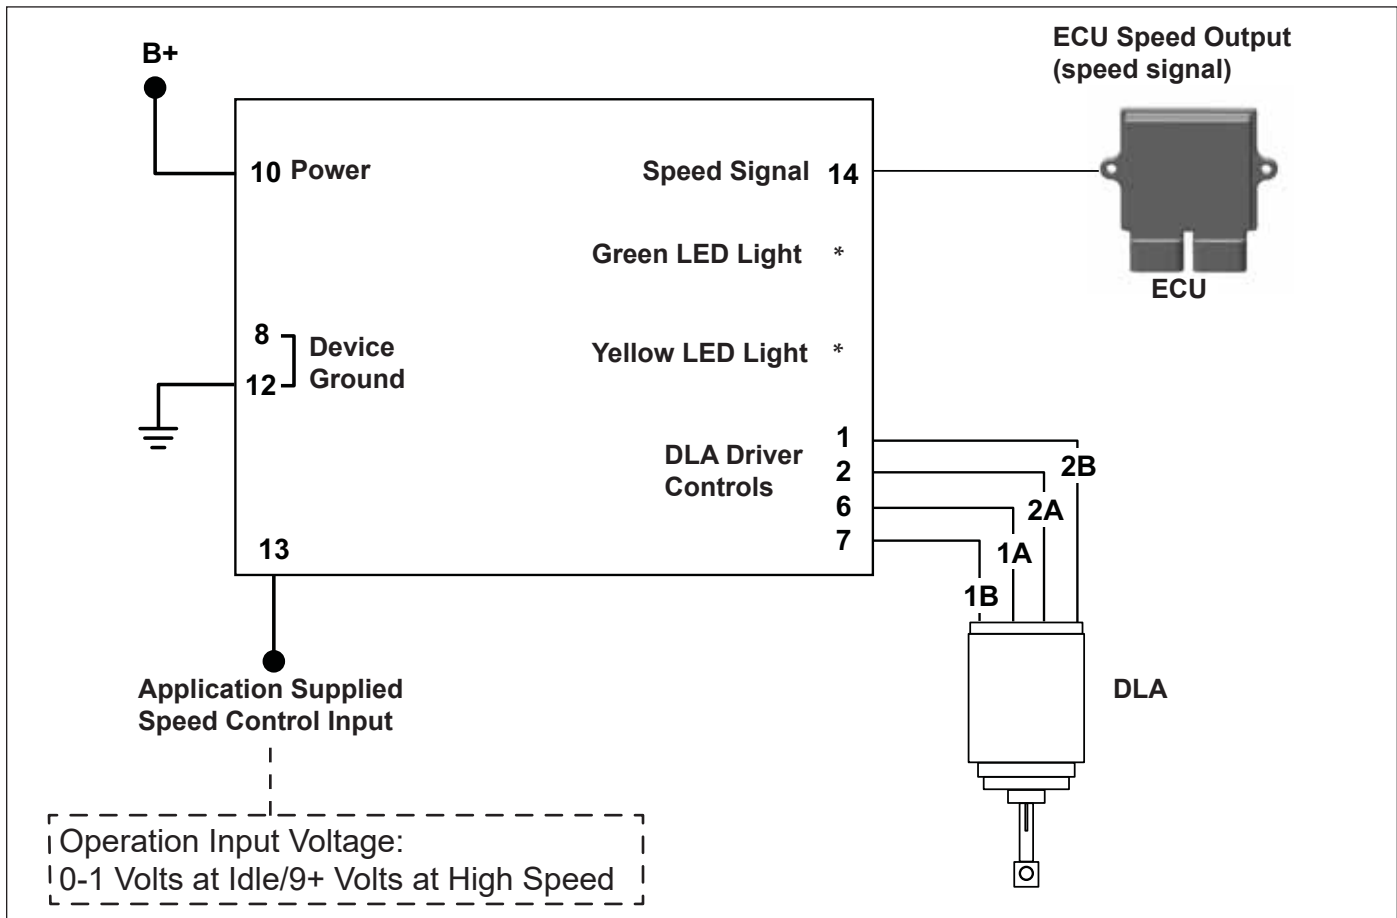 B+
ECU Speed Output
(speed signal)
10 Power
Speed Signal 14
Green LED Light *
ECU
8
Device
Ground
12
Yellow LED Light *
DLA Driver
Controls
1
2
6
7
2B
2A
1A
1B
13
Application Supplied
Speed Control Input
DLA
Operation Input Voltage:
0-1 Volts at Idle/9+ Volts at High Speed